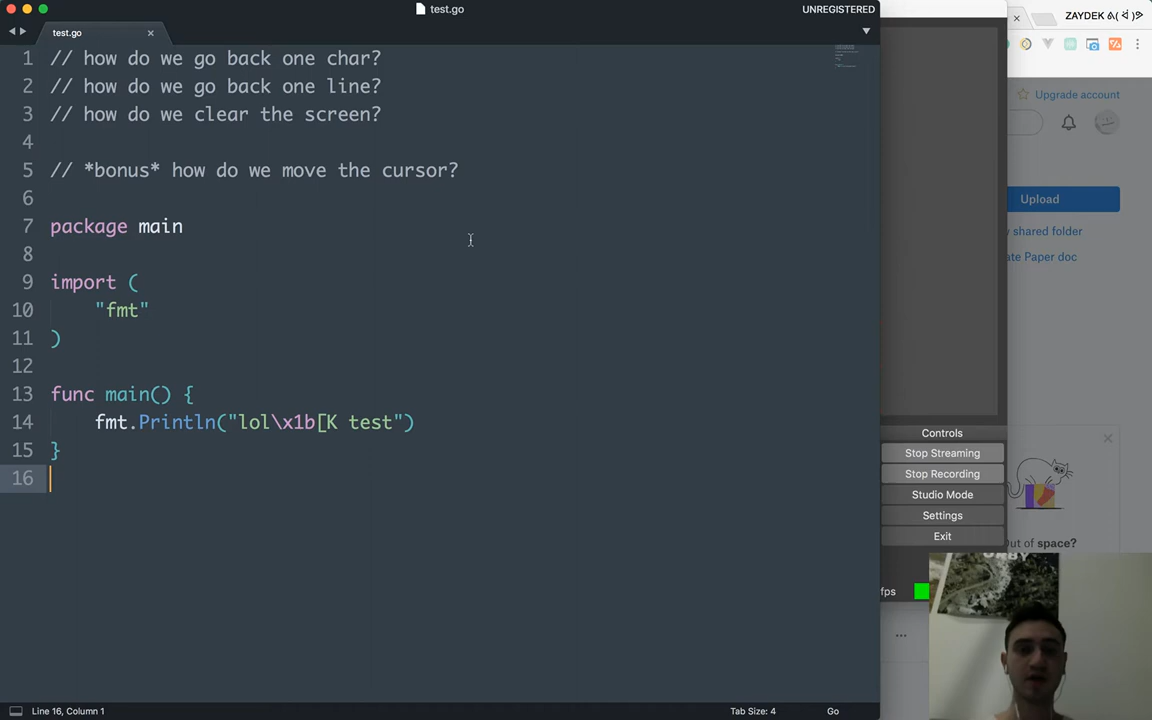 test.go
UNREGISTERED
test.go
1 // how do we go back one char?
2 // how do we go back one line?
3 // how do we clear the screen?
4
5 // *bonus* how do we move the cursor?
6
7 package main
8
9 import (
10 "fmt"
11 )
12
13 func main() {
14 fmt.Println("lol\x1b[K test")
15 }
16
Line 16, Column 1
Tab Size: 4
Go
ZAYDEK
Upgrade account
Upload
shared folder
ate Paper doc
Controls
Stop Streaming
Stop Recording
Studio Mode
Settings
Exit
Out of space?
fps